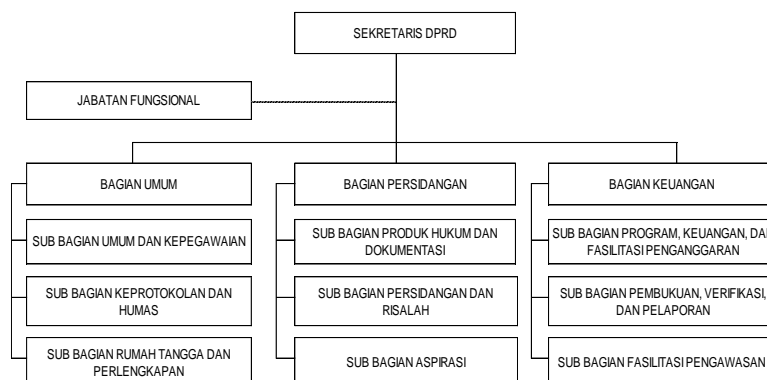 SEKRETARIS DPRD
JABATAN FUNGSIONAL
BAGIAN UMUM
SUB BAGIAN UMUM DAN KEPEGAWAIAN
SUB BAGIAN KEPROTOKOLAN DAN
HUMAS
SUB BAGIAN RUMAH TANGGA DAN
PERLENGKAPAN
BAGIAN PERSIDANGAN
SUB BAGIAN PRODUK HUKUM DAN
DOKUMENTASI
SUB BAGIAN PERSIDANGAN DAN
RISALAH
SUB BAGIAN ASPIRASI
BAGIAN KEUANGAN
SUB BAGIAN PROGRAM, KEUANGAN,
FASILITASI PENGANGGARAN
SUB BAGIAN PEMBUKUAN, VERIFIKASI,
DAN PELAPORAN
SUB BAGIAN FASILITASI PENGAWASAN